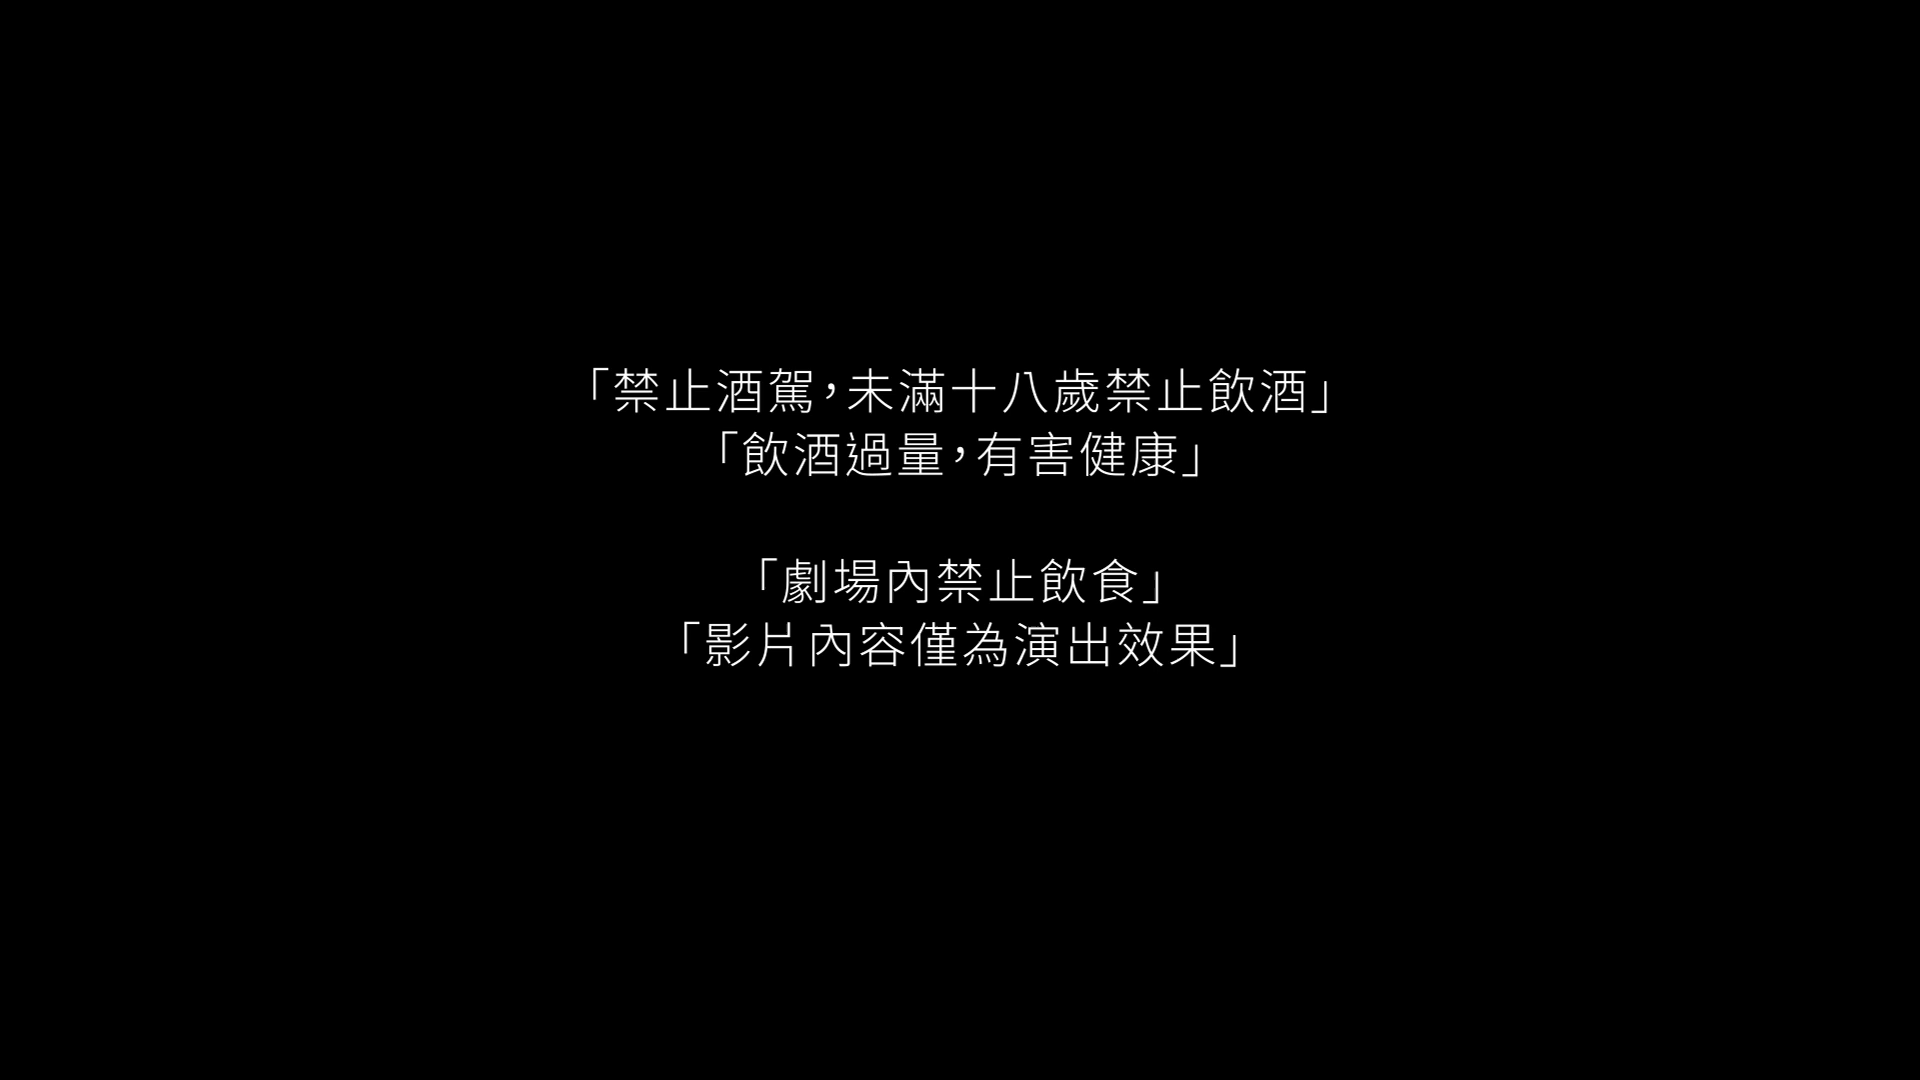 「禁止酒駕，未滿十八歲禁止飲酒」
「飲酒過量，有害健康」
「劇場內禁止飲食」
「影片內容僅為演出效果」